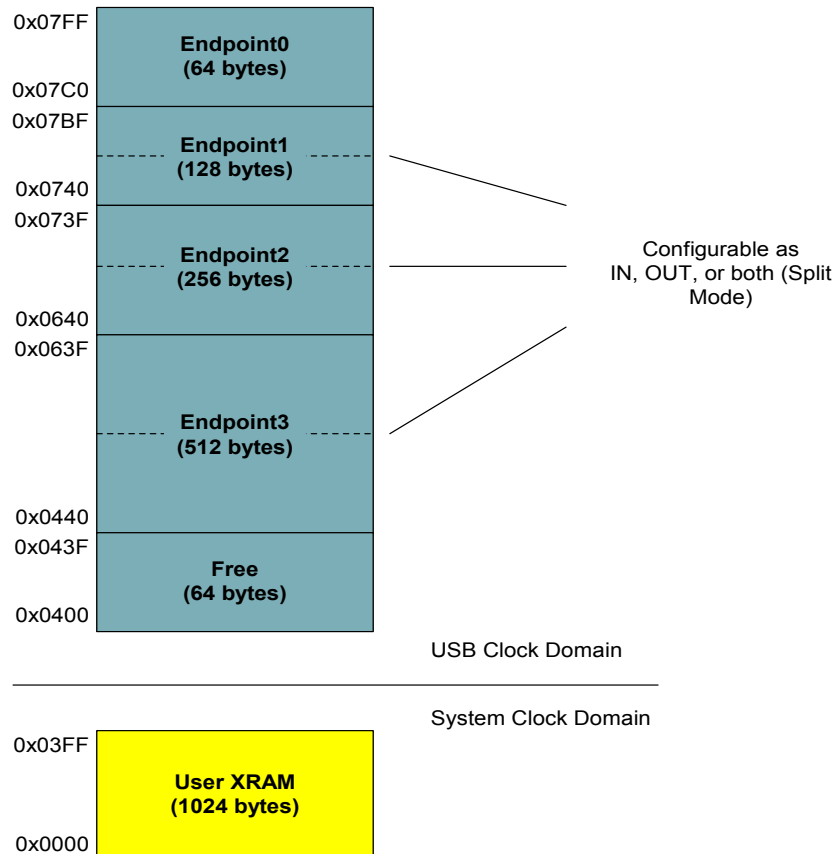 0x07FF
Endpoint0
(64 bytes)
0x07C0
0x07BF
Endpoint1
(128 bytes)
0x0740
0x073F
Endpoint2
(256 bytes)
Configurable as
IN, OUT, or both (Split
Mode)
0x0640
0x063F
Endpoint3
(512 bytes)
0x0440
0x043F
Free
(64 bytes)
0x0400
USB Clock Domain
System Clock Domain
0x03FF
User XRAM
(1024 bytes)
0x0000